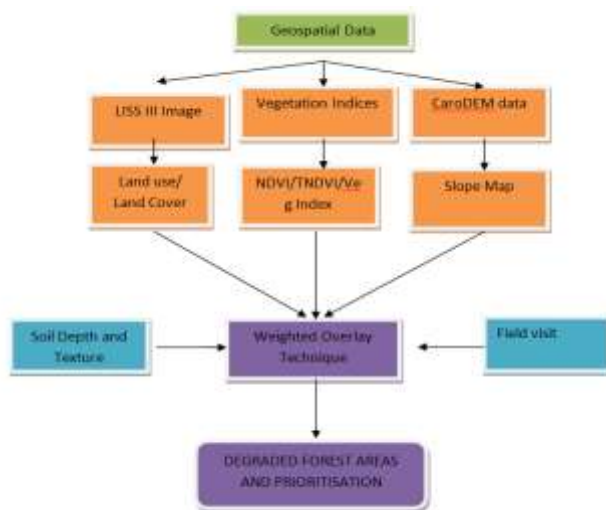 Geospatial Data
LISS III Image
Vegetation Indices
CaroDEM data
Land use/
Land Cover
NDVI/TNDVI/Ve
g Index
Slope Map
Soil Depth and
Texture
Weighted Overlay
Technique
Field visit
DEGRADED FOREST AREAS
AND PRIORITISATION